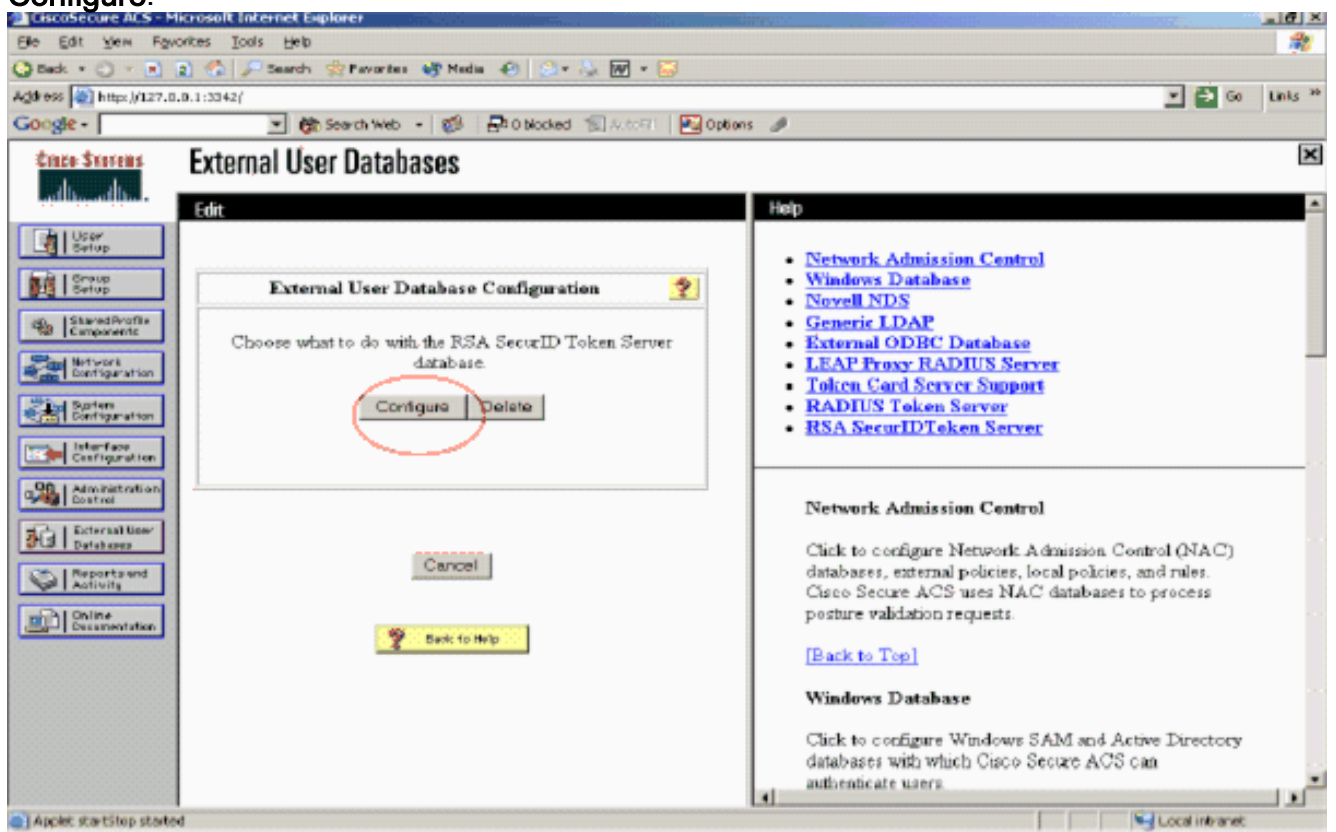 Configure.
CiscoSecure ACS - Microsoft Internet Explorer
File Edit View Favorites Tools Help
Back Search Favorites Media
Address http://127.0.0.1:3342/ Go Links »
Google - Search Web 0 blocked AutoFill Options
Cisco Systems
External User Databases
User Setup
Group Setup
Shared Profile Components
Network Configuration
System Configuration
Interface Configuration
Administration Control
External User Databases
Reports and Activity
Online Documentation
Edit
External User Database Configuration
Choose what to do with the RSA SecurID Token Server
database.
Configure Delete
Cancel
Back to Help
Help
Network Admission Control
Windows Database
Novell NDS
Generic LDAP
External ODBC Database
LEAP Proxy RADIUS Server
Token Card Server Support
RADIUS Token Server
RSA SecurIDToken Server
Network Admission Control
Click to configure Network Admission Control (NAC)
databases, external policies, local policies, and rules.
Cisco Secure ACS uses NAC databases to process
posture validation requests.
[Back to Top]
Windows Database
Click to configure Windows SAM and Active Directory
databases with which Cisco Secure ACS can
authenticate users.
Applet startStop started
Local intranet